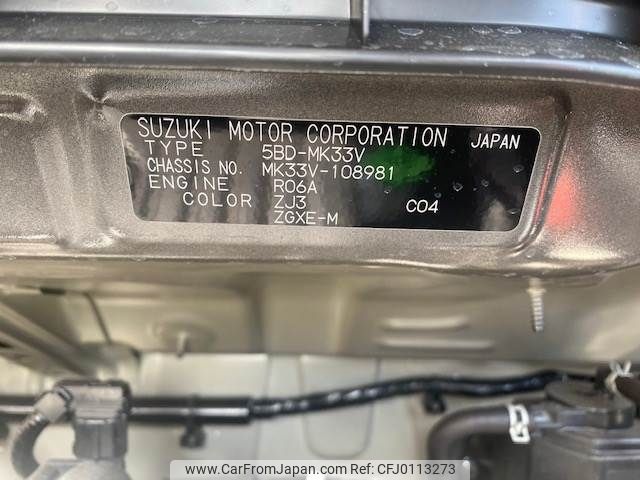 SUZUKI MOTOR CORPORATION JAPAN
TYPE 5BD-MK33V
CHASSIS NO. MK33V-108981
ENGINE R06A
COLOR ZJ3 C04
ZGXE-M
www.CarFromJapan.com | Ref No.CFJ0113273